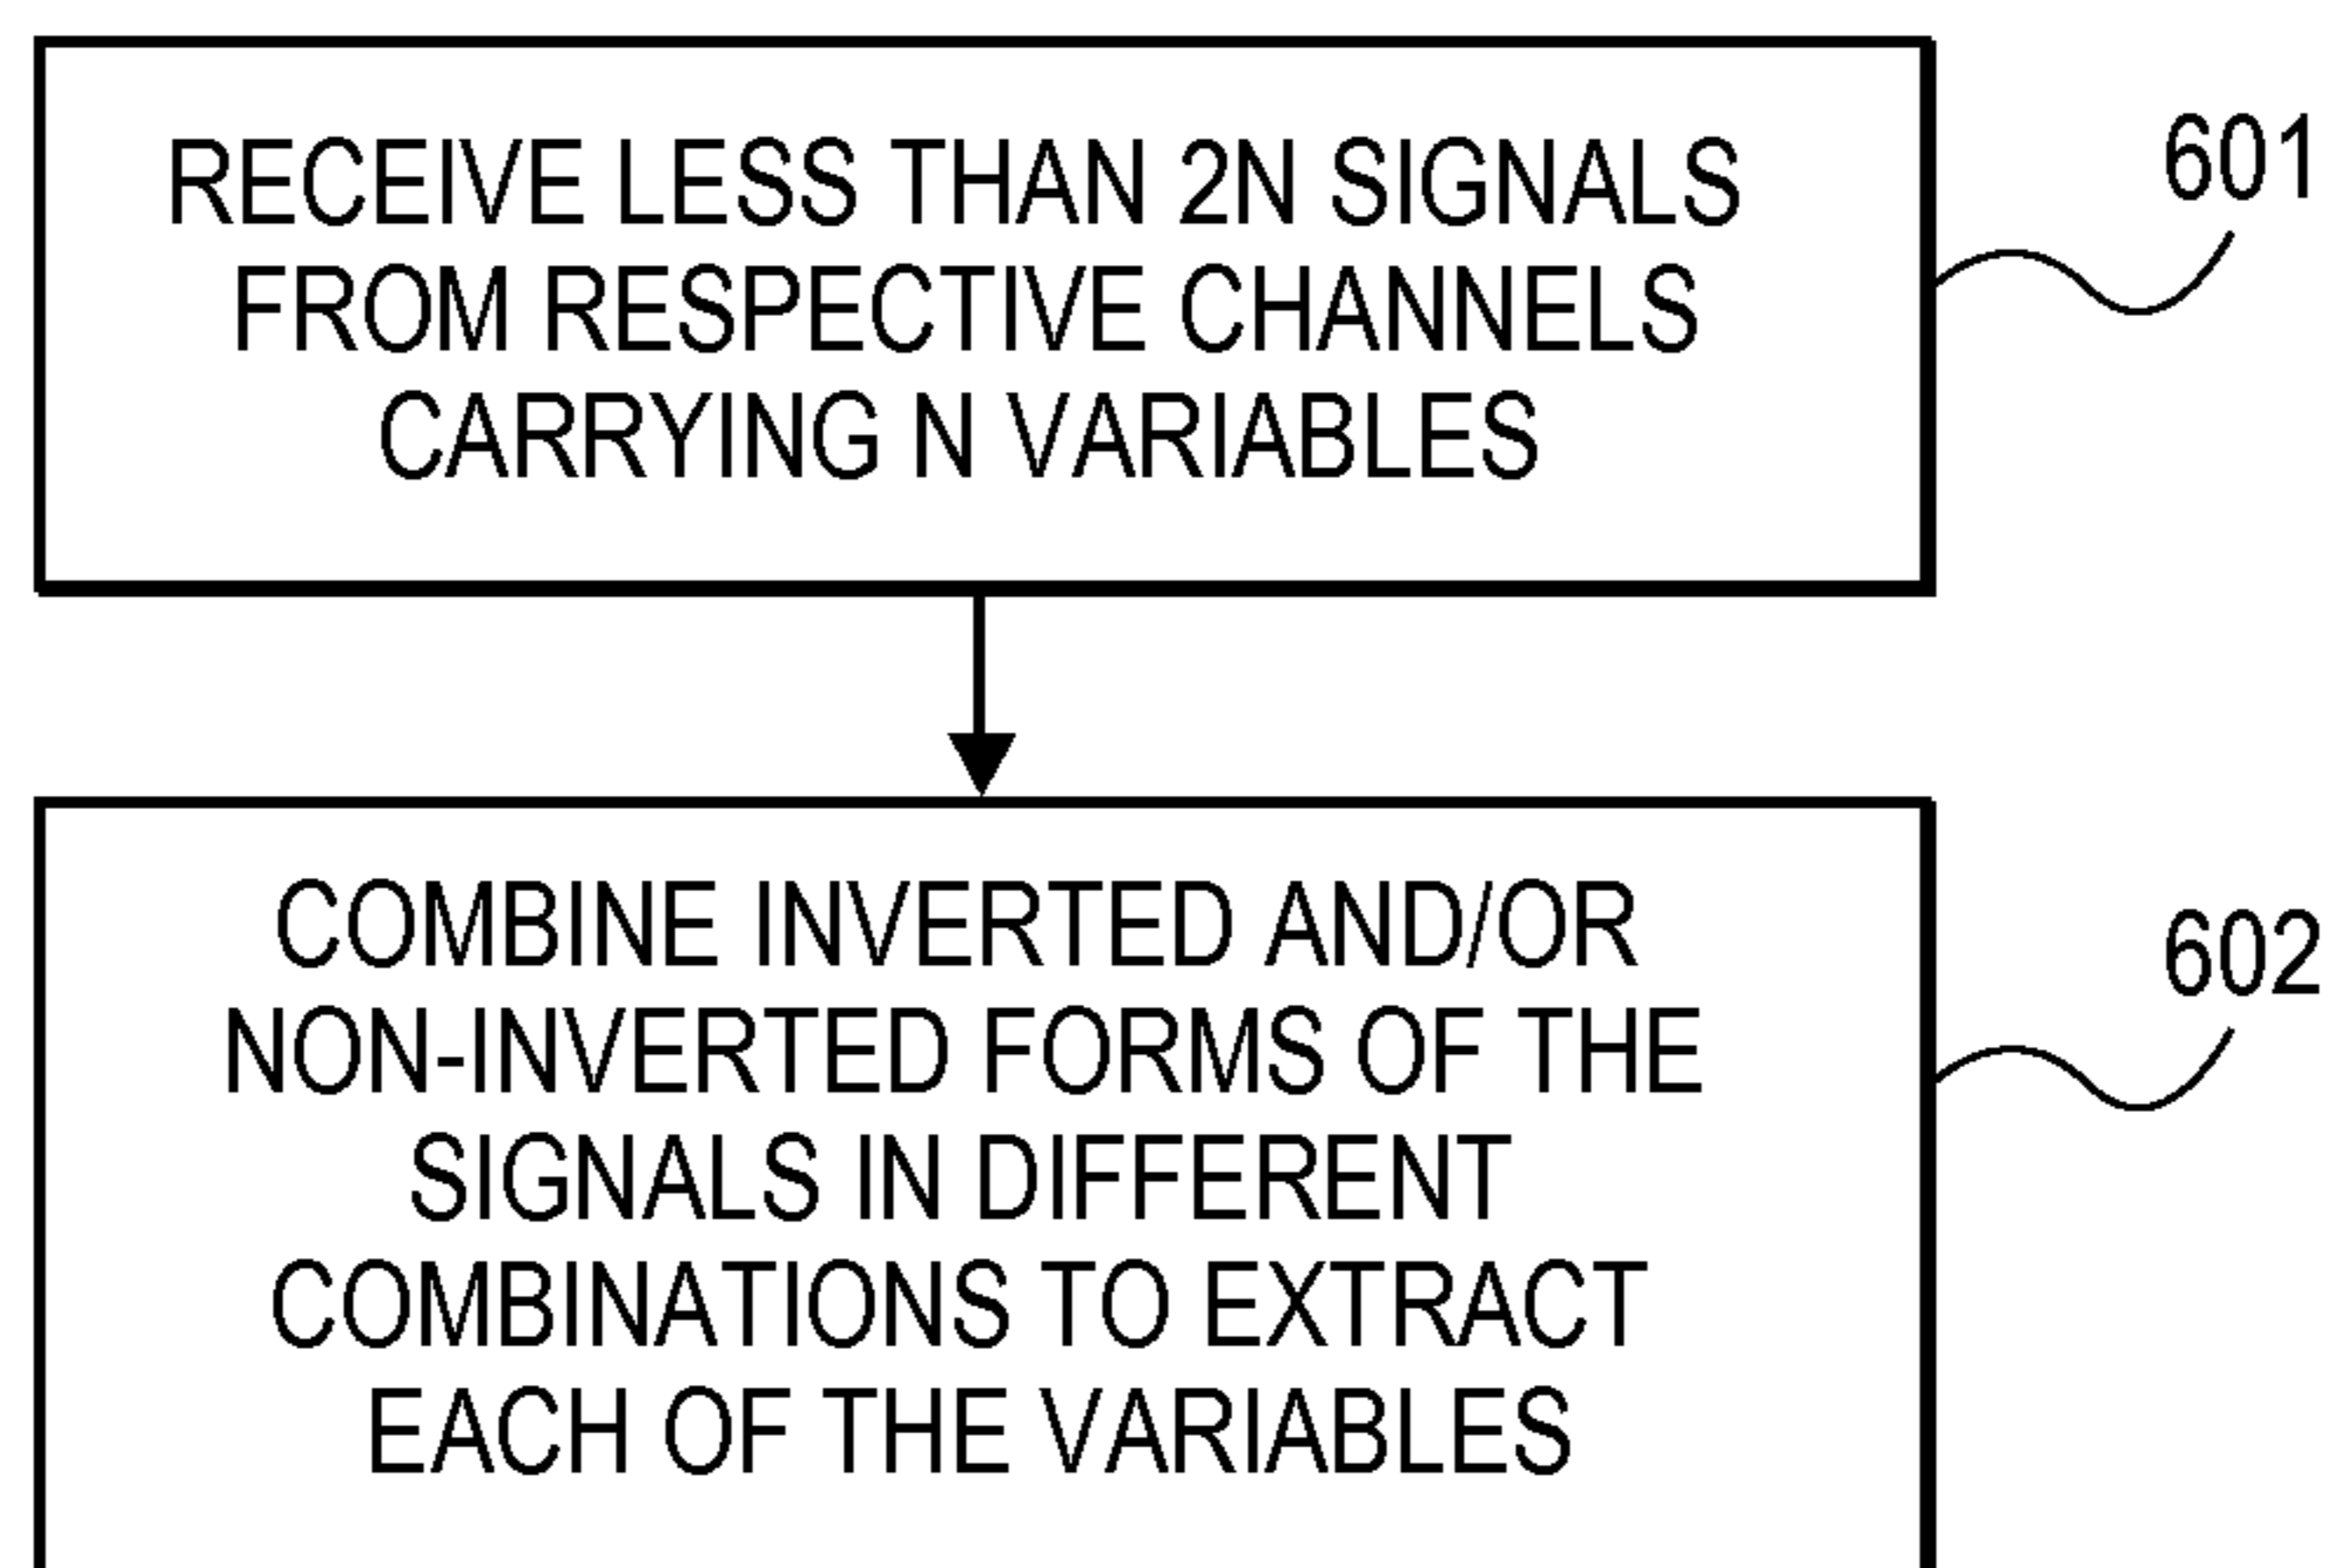 RECEIVE LESS THAN 2N SIGNALS
FROM RESPECTIVE CHANNELS
CARRYING N VARIABLES
601
COMBINE INVERTED AND/OR
NON-INVERTED FORMS OF THE
SIGNALS IN DIFFERENT
COMBINATIONS TO EXTRACT
EACH OF THE VARIABLES
602